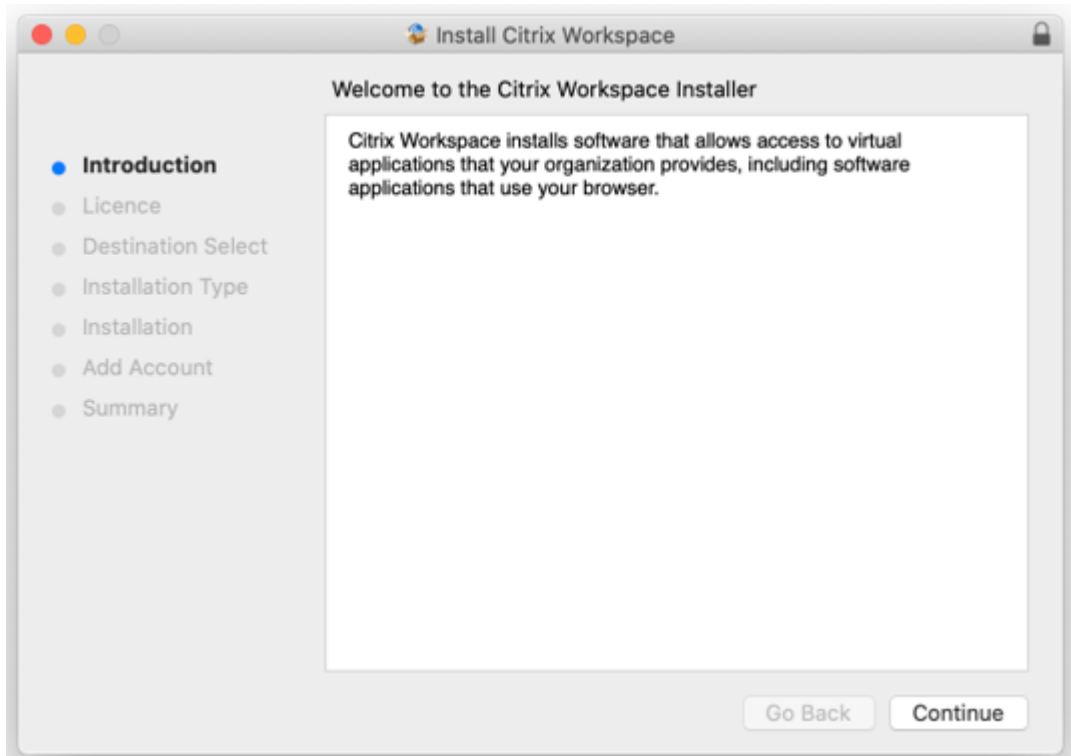 Install Citrix Workspace
Welcome to the Citrix Workspace Installer
Introduction
Licence
Destination Select
Installation Type
Installation
Add Account
Summary
Citrix Workspace installs software that allows access to virtual
applications that your organization provides, including software
applications that use your browser.
Go Back
Continue